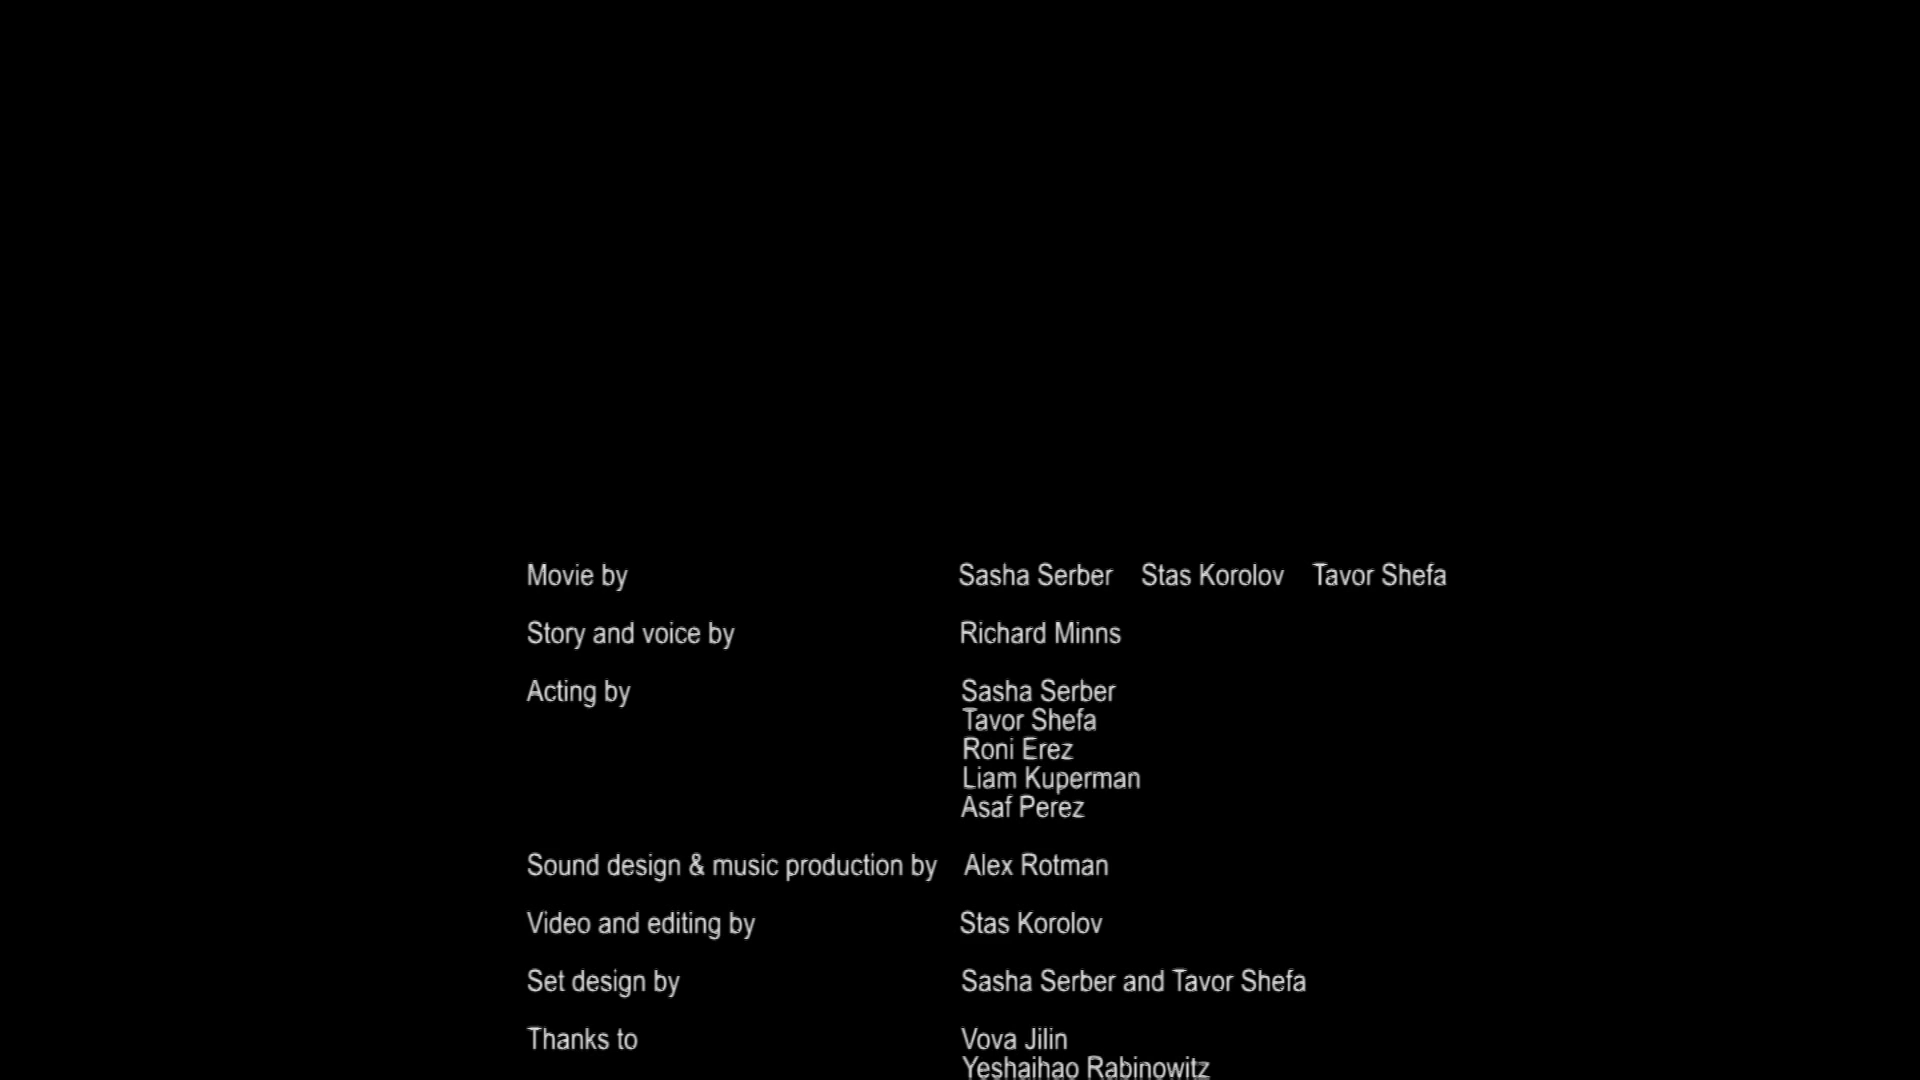 Movie by Sasha Serber Stas Korolov Tavor Shefa
Story and voice by Richard Minns
Acting by Sasha Serber
Tavor Shefa
Roni Erez
Liam Kuperman
Asaf Perez
Sound design & music production by Alex Rotman
Video and editing by Stas Korolov
Set design by Sasha Serber and Tavor Shefa
Thanks to Vova Jilin
Yeshaihao Rabinowitz